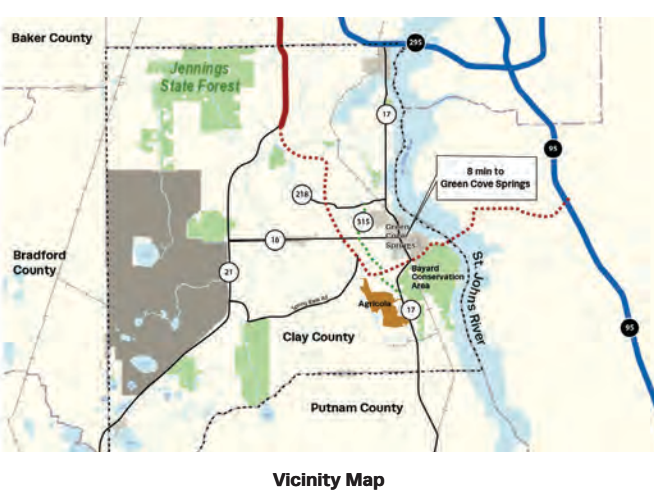 Baker County
295
Jennings
State Forest
17
95
8 min to
Green Cove Springs
218
315
Green
Cove
Springs
16
Bradford
County
21
St. Johns River
Bayard
Conservation
Area
Agricola
17
95
Clay County
Putnam County
Vicinity Map